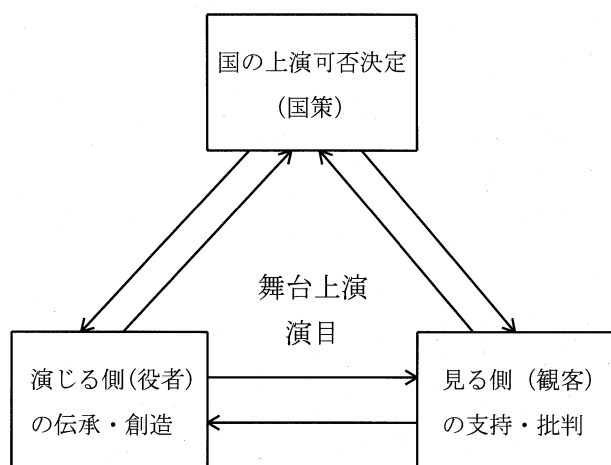 国の上演可否決定
(国策)
舞台上演
演目
演じる側(役者)
の伝承・創造
見る側 (観客)
の支持・批判